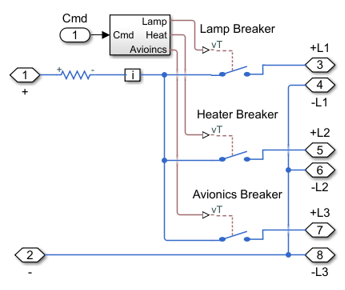 Cmd
1
Cmd
Lamp
Heat
Avioincs
Lamp Breaker
vT
+L1
3
1
+
+ -
i
4
-L1
Heater Breaker
vT
+L2
5
6
-L2
Avionics Breaker
vT
+L3
7
2
-
8
-L3